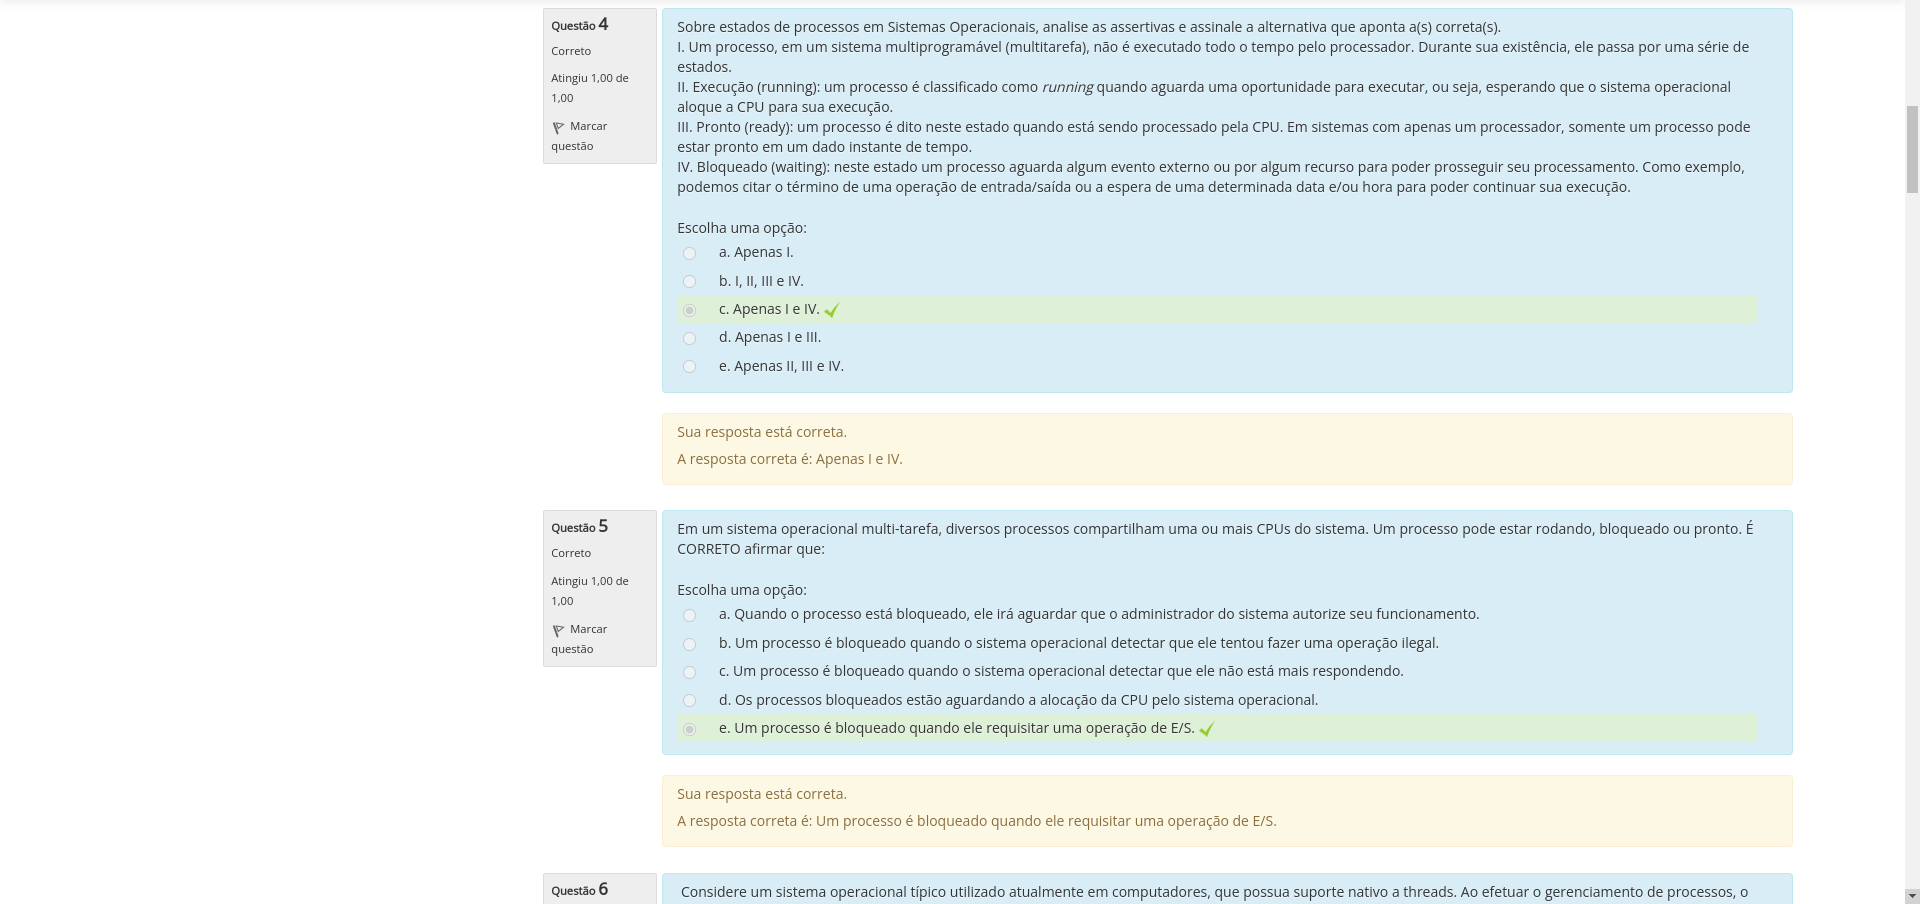 Questão 4
Correto
Atingiu 1,00 de
1,00
Marcar
questão
Sobre estados de processos em Sistemas Operacionais, analise as assertivas e assinale a alternativa que aponta a(s) correta(s).
I. Um processo, em um sistema multiprogramável (multitarefa), não é executado todo o tempo pelo processador. Durante sua existência, ele passa por uma série de
estados.
II. Execução (running): um processo é classificado como running quando aguarda uma oportunidade para executar, ou seja, esperando que o sistema operacional
aloque a CPU para sua execução.
III. Pronto (ready): um processo é dito neste estado quando está sendo processado pela CPU. Em sistemas com apenas um processador, somente um processo pode
estar pronto em um dado instante de tempo.
IV. Bloqueado (waiting): neste estado um processo aguarda algum evento externo ou por algum recurso para poder prosseguir seu processamento. Como exemplo,
podemos citar o término de uma operação de entrada/saída ou a espera de uma determinada data e/ou hora para poder continuar sua execução.
Escolha uma opção:
a. Apenas I.
b. I, II, III e IV.
c. Apenas I e IV.
d. Apenas I e III.
e. Apenas II, III e IV.
Sua resposta está correta.
A resposta correta é: Apenas I e IV.
Questão 5
Correto
Atingiu 1,00 de
1,00
Marcar
questão
Em um sistema operacional multi-tarefa, diversos processos compartilham uma ou mais CPUs do sistema. Um processo pode estar rodando, bloqueado ou pronto. É
CORRETO afirmar que:
Escolha uma opção:
a. Quando o processo está bloqueado, ele irá aguardar que o administrador do sistema autorize seu funcionamento.
b. Um processo é bloqueado quando o sistema operacional detectar que ele tentou fazer uma operação ilegal.
c. Um processo é bloqueado quando o sistema operacional detectar que ele não está mais respondendo.
d. Os processos bloqueados estão aguardando a alocação da CPU pelo sistema operacional.
e. Um processo é bloqueado quando ele requisitar uma operação de E/S.
Sua resposta está correta.
A resposta correta é: Um processo é bloqueado quando ele requisitar uma operação de E/S.
Questão 6
Considere um sistema operacional típico utilizado atualmente em computadores, que possua suporte nativo a threads. Ao efetuar o gerenciamento de processos, o